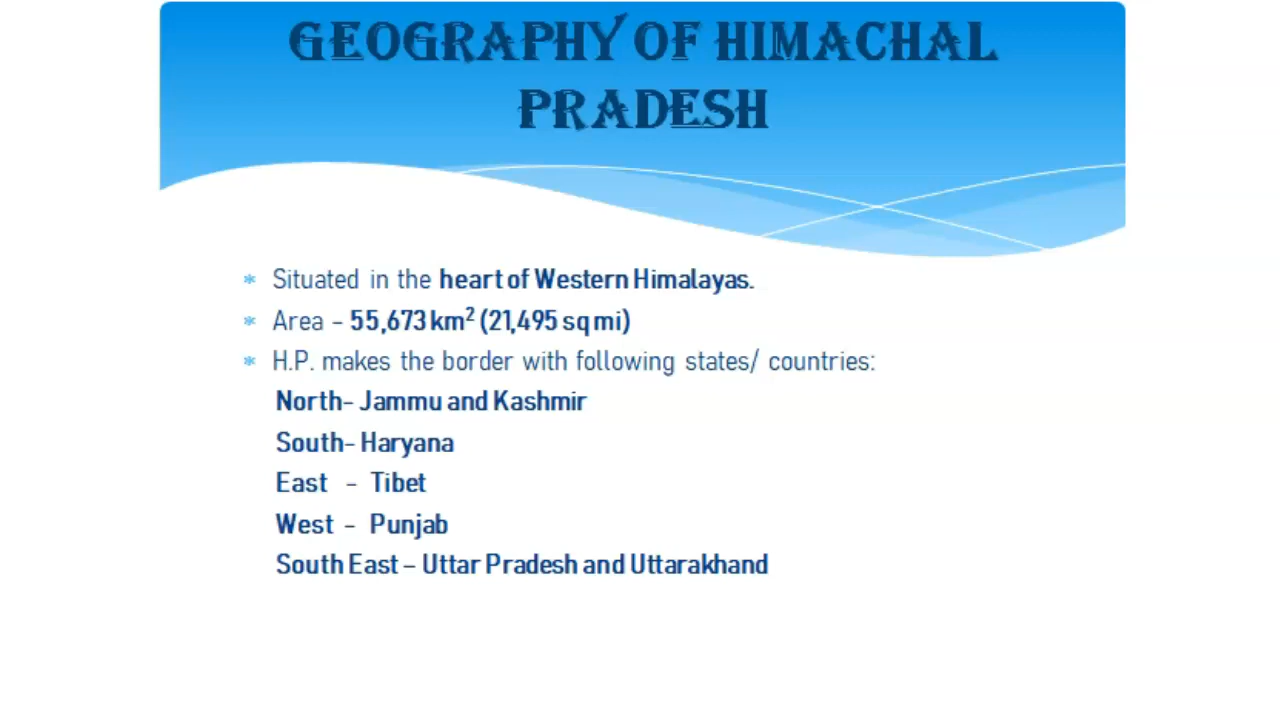 GEOGRAPHY OF HIMACHAL
PRADESH
* Situated in the heart of Western Himalayas.
* Area - 55,673 km² (21,495 sq mi)
* H.P. makes the border with following states/ countries:
North- Jammu and Kashmir
South- Haryana
East - Tibet
West - Punjab
South East – Uttar Pradesh and Uttarakhand